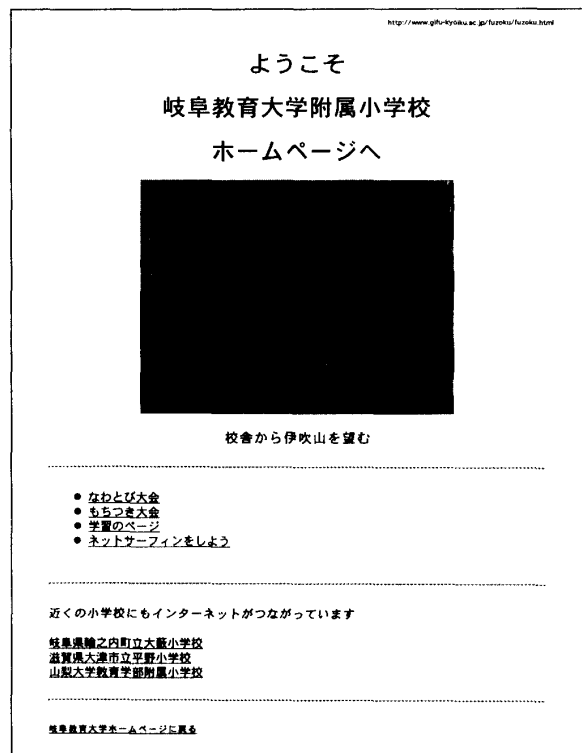 http://www.gifu-kyoiku.ac.jp/fuzoku/fuzoku.html
ようこそ
岐阜教育大学附属小学校
ホームページへ
校舎から伊吹山を望む
● なわとび大会
● もちつき大会
● 学習のページ
● ネットサーフィンをしよう
近くの小学校にもインターネットがつながっています
岐阜県輪之内町立大藪小学校
滋賀県大津市立平野小学校
山梨大学教育学部附属小学校
岐阜教育大学ホームページに戻る